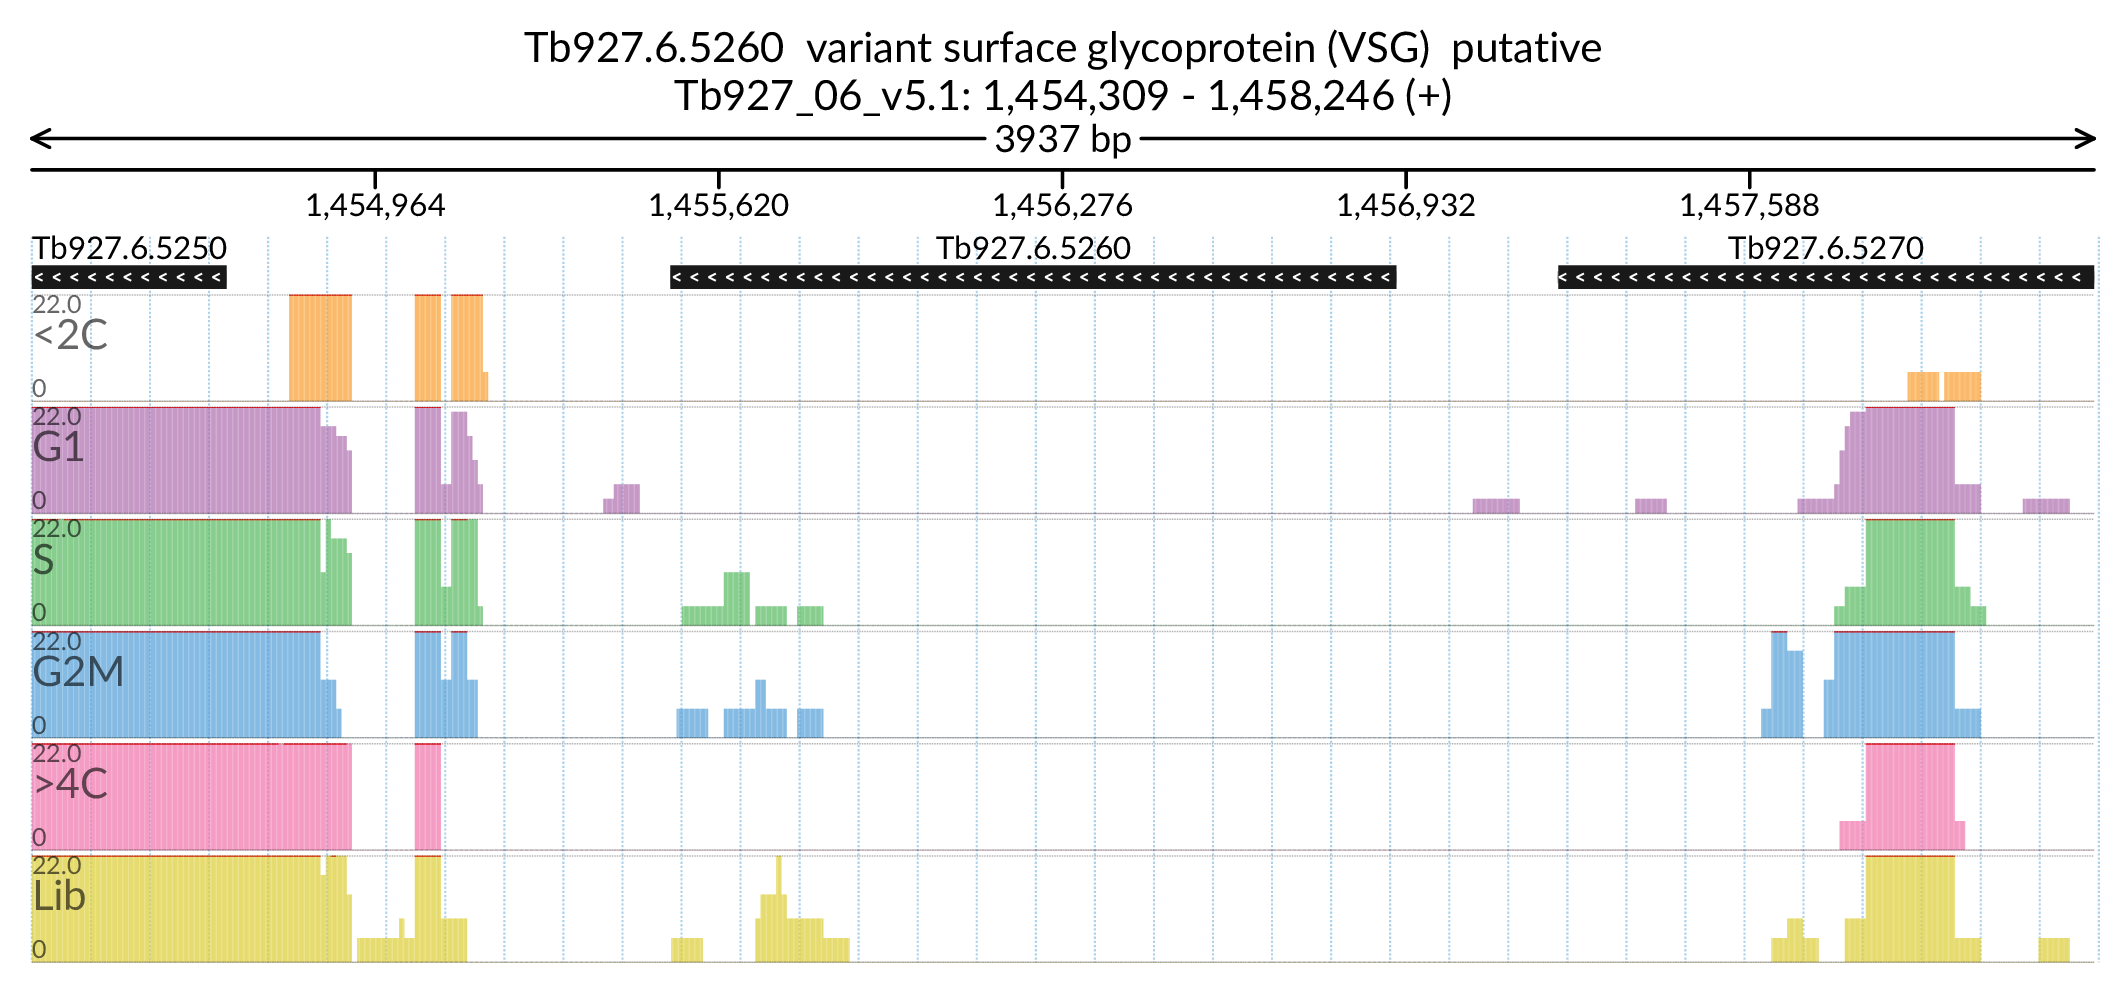 Tb927.6.5260  variant surface glycoprotein (VSG)  putative
Tb927_06_v5.1: 1,454,309 - 1,458,246 (+)
3937 bp
1,454,964 1,455,620 1,456,276 1,456,932 1,457,588
Tb927.6.5250 Tb927.6.5260 Tb927.6.5270
22.0
<2C
0
22.0
G1
0
22.0
S
0
22.0
G2M
0
22.0
>4C
0
22.0
Lib
0